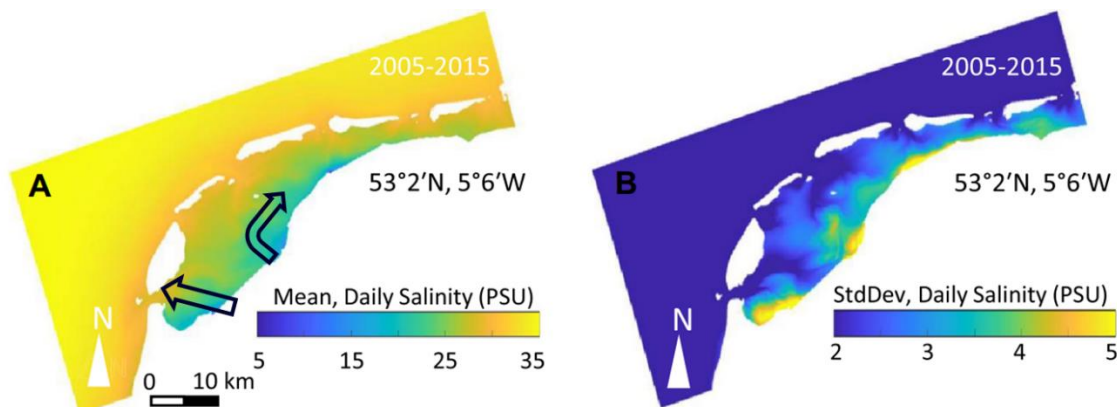 2005-2015
A
53°2'N, 5°6'W
Mean, Daily Salinity (PSU)
5 15 25 35
N
0 10 km
2005-2015
B
53°2'N, 5°6'W
StdDev, Daily Salinity (PSU)
2 3 4 5
N